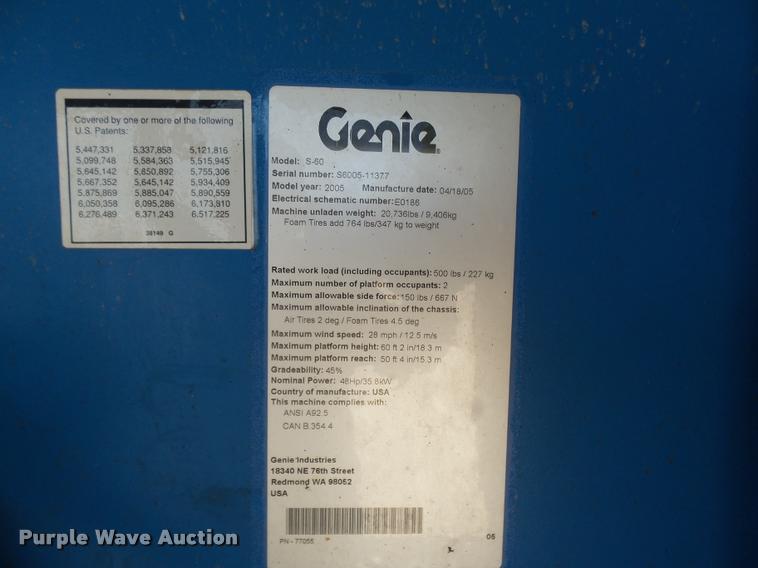 Covered by one or more of the following
U.S. Patents:
5,447,331 5,337,858 5,121,816
5,099,748 5,584,363 5,515,945
5,645,142 5,850,892 5,755,306
5,667,352 5,645,142 5,934,409
5,875,869 5,885,047 5,890,559
6,050,358 6,095,286 6,173,810
6,276,489 6,371,243 6.517,225
38149 G
Genie
Model: S-60
Serial number: S6005-11377
Model year: 2005 Manufacture date: 04/18/05
Electrical schematic number: E0186
Machine unladen weight: 20,736lbs / 9,406kg
Foam Tires add 764 lbs/347 kg to weight
Rated work load (including occupants): 500 lbs / 227 kg
Maximum number of platform occupants: 2
Maximum allowable side force: 150 lbs / 667 N
Maximum allowable inclination of the chassis:
Air Tires 2 deg / Foam Tires 4.5 deg
Maximum wind speed: 28 mph / 12.5 m/s
Maximum platform height: 60 ft 2 in/18.3 m
Maximum platform reach: 50 ft 4 in/15.3 m
Gradeability: 45%
Nominal Power: 48Hp/35.8kW
Country of manufacture: USA
This machine complies with:
ANSI A92.5
CAN B.354.4
Genie Industries
18340 NE 76th Street
Redmond WA 98052
USA
PN - 77055 05
Purple Wave Auction